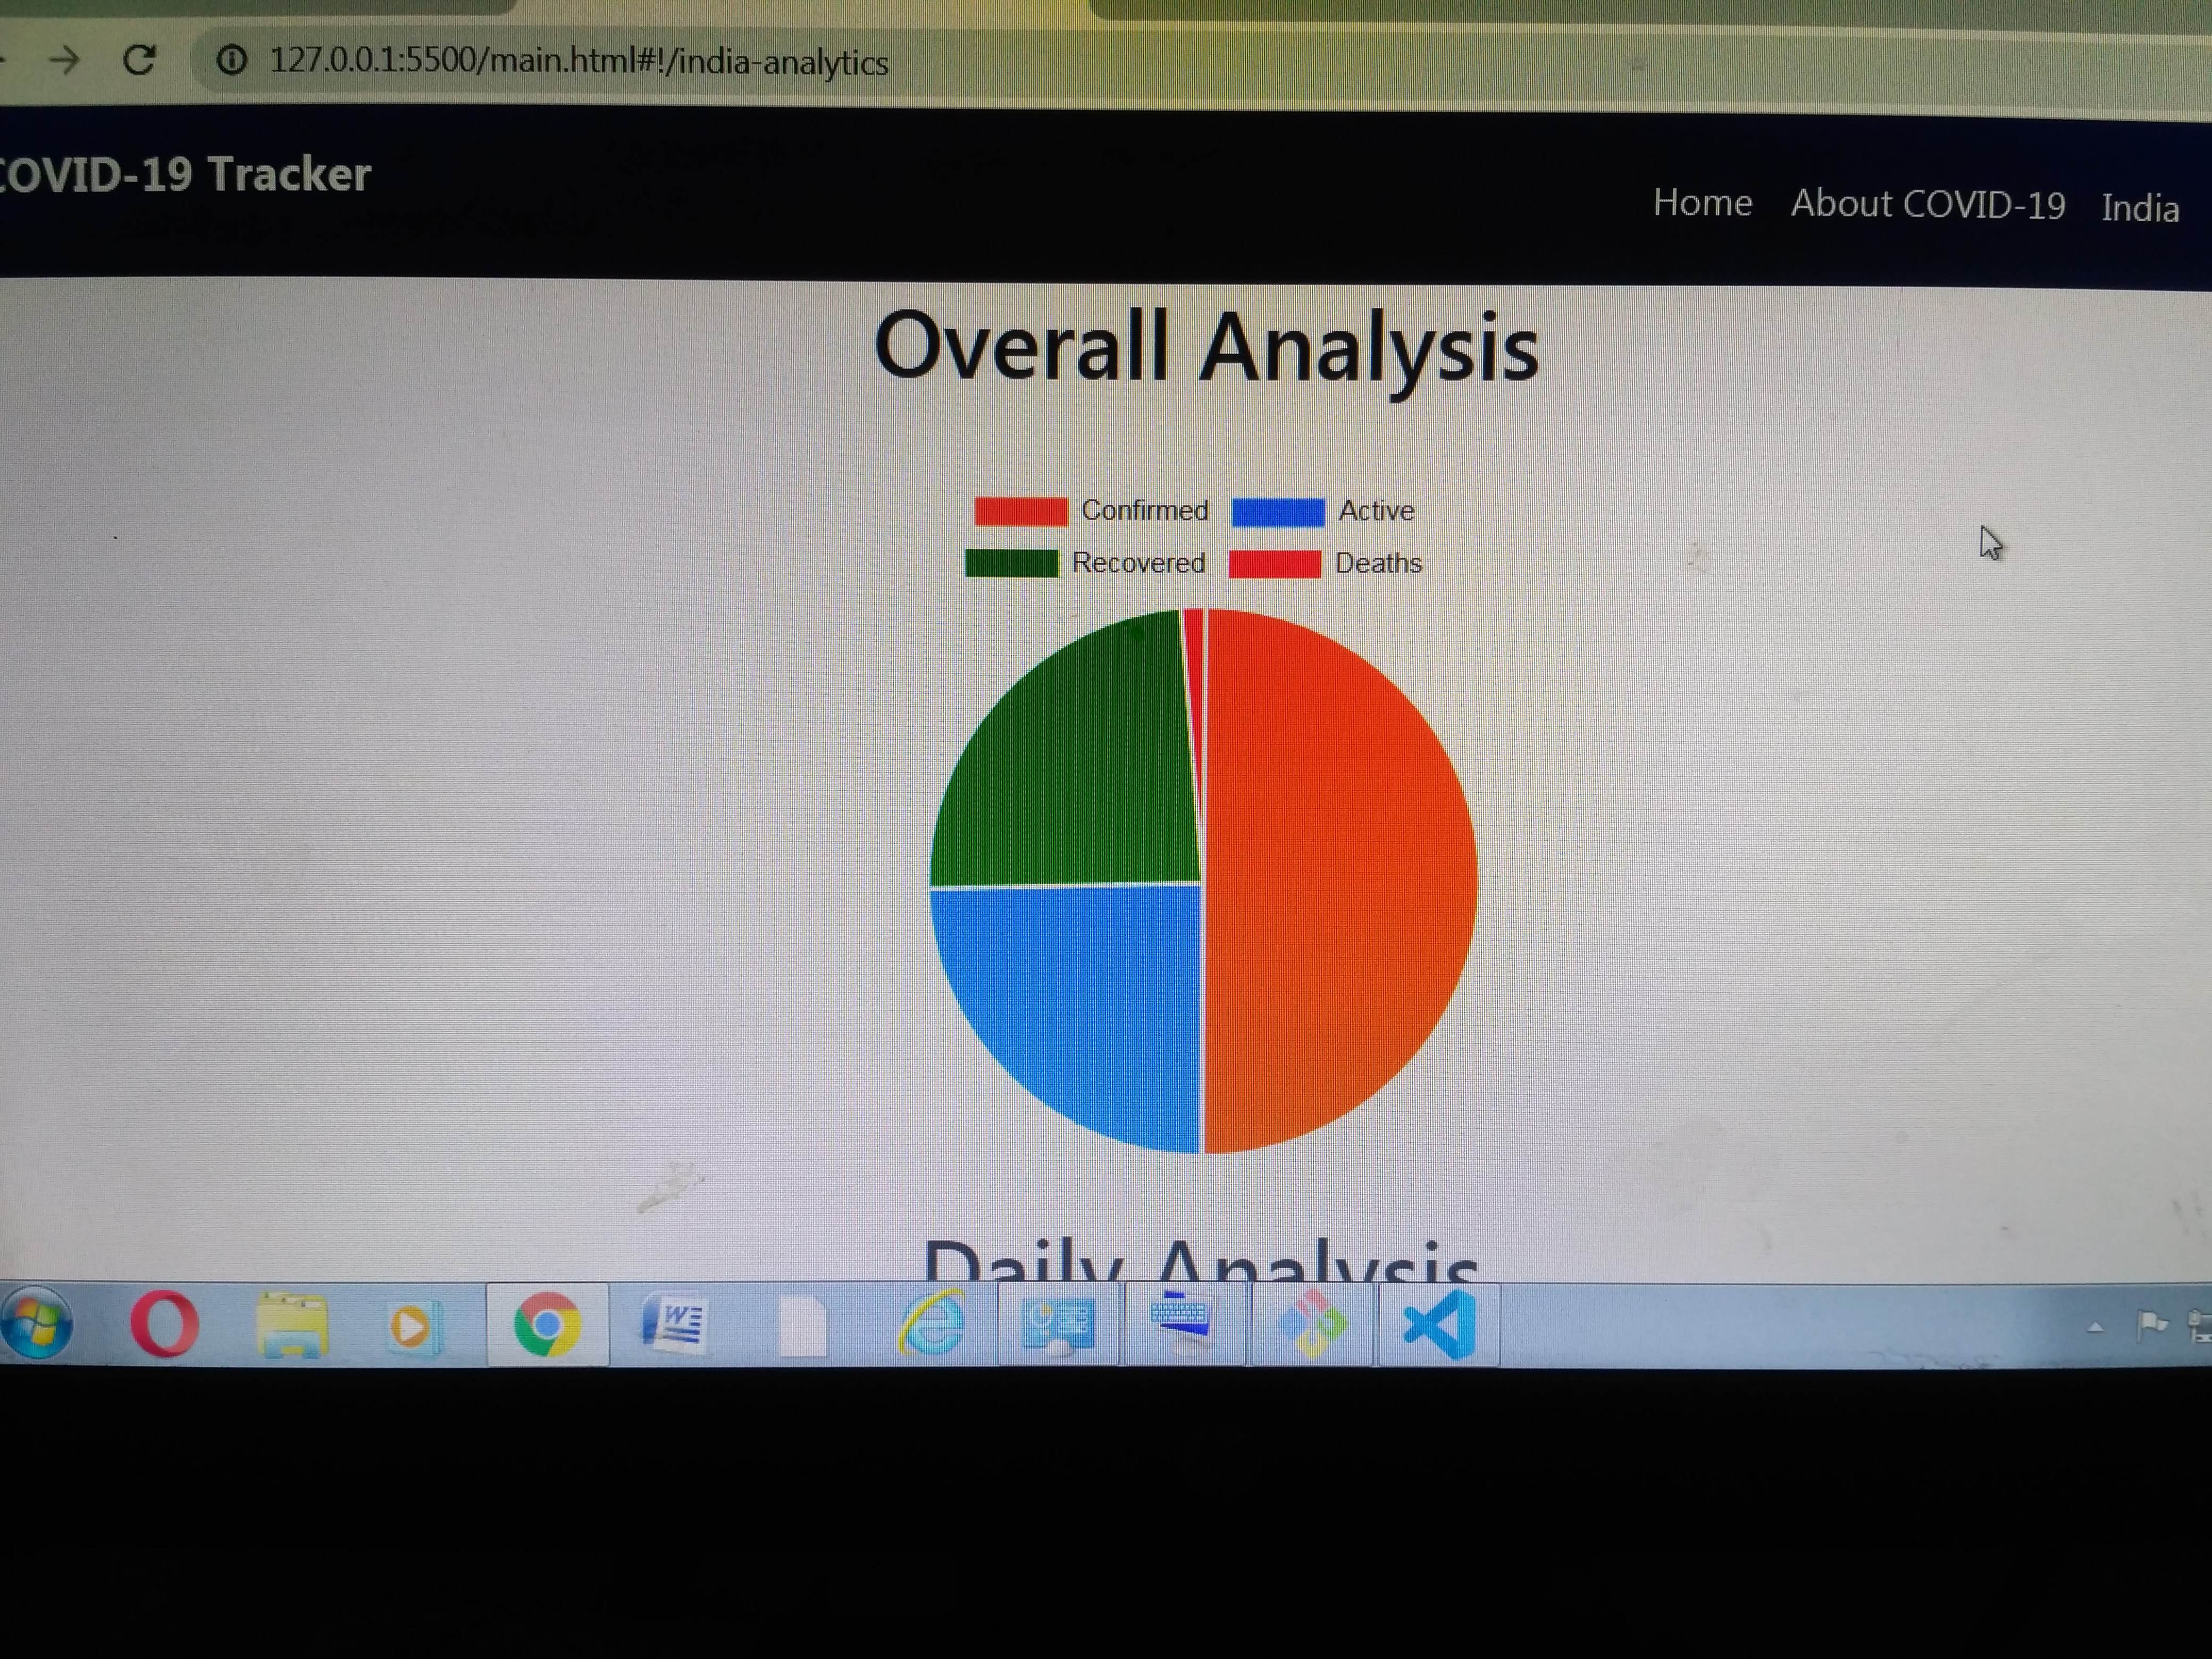 127.0.0.1:5500/main.html#!/india-analytics
COVID-19 Tracker
Home About COVID-19 India
Overall Analysis
Confirmed Active
Recovered Deaths
Daily Analysis
W